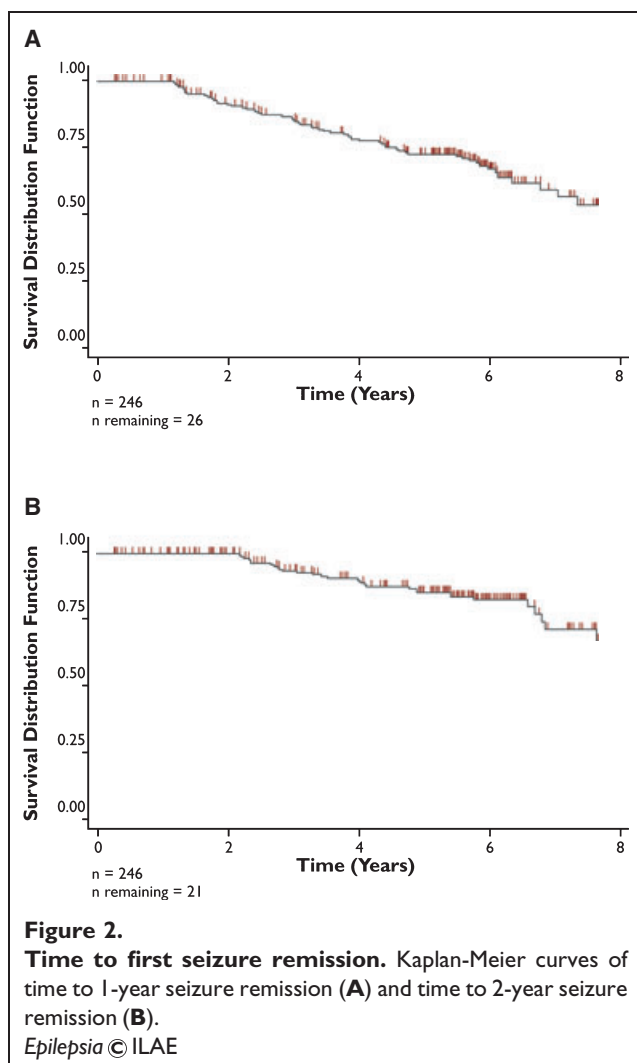 A
Survival Distribution Function
1.00
0.75
0.50
0.25
0.00
0 2 4 6 8
Time (Years)
n = 246
n remaining = 26
B
Survival Distribution Function
1.00
0.75
0.50
0.25
0.00
0 2 4 6 8
Time (Years)
n = 246
n remaining = 21
Figure 2.
Time to first seizure remission. Kaplan-Meier curves of
time to 1-year seizure remission (A) and time to 2-year seizure
remission (B).
Epilepsia © ILAE